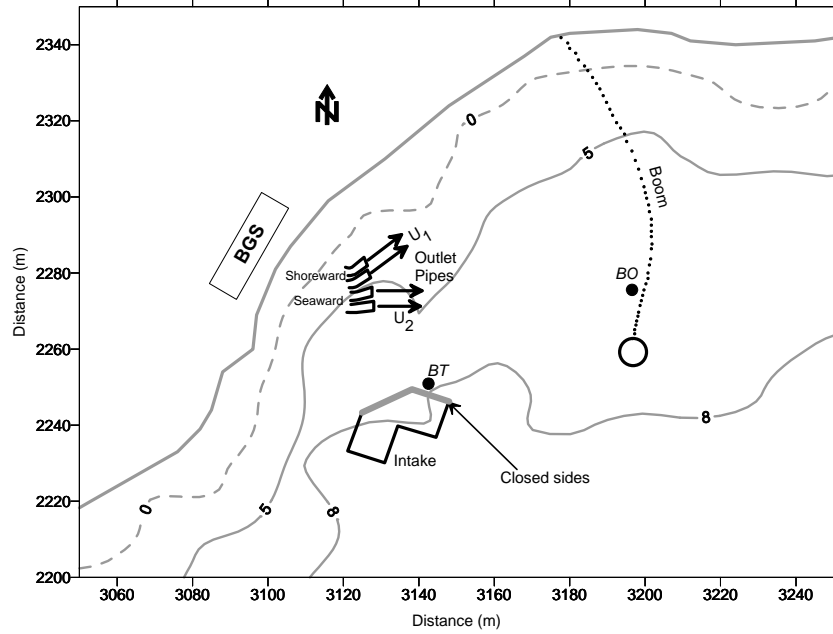 2340
2320
2300
2280
2260
2240
2220
2200
Distance (m)
N
0
5
Boom
BGS
U1
Outlet
Pipes
Shoreward
Seaward
U2
BO
BT
Intake
Closed sides
8
0
5
8
3060
3080
3100
3120
3140
3160
3180
3200
3220
3240
Distance (m)